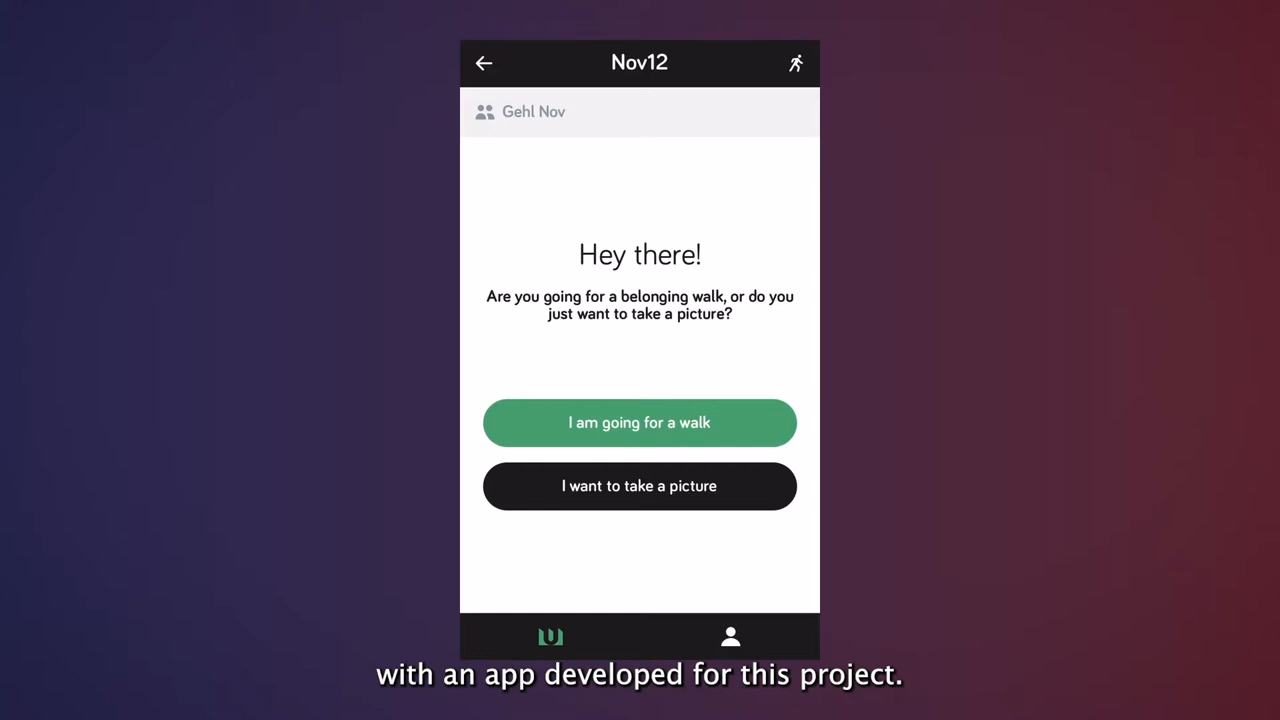 Nov12
Gehl Nov
Hey there!
Are you going for a belonging walk, or do you
just want to take a picture?
I am going for a walk
I want to take a picture
with an app developed for this project.